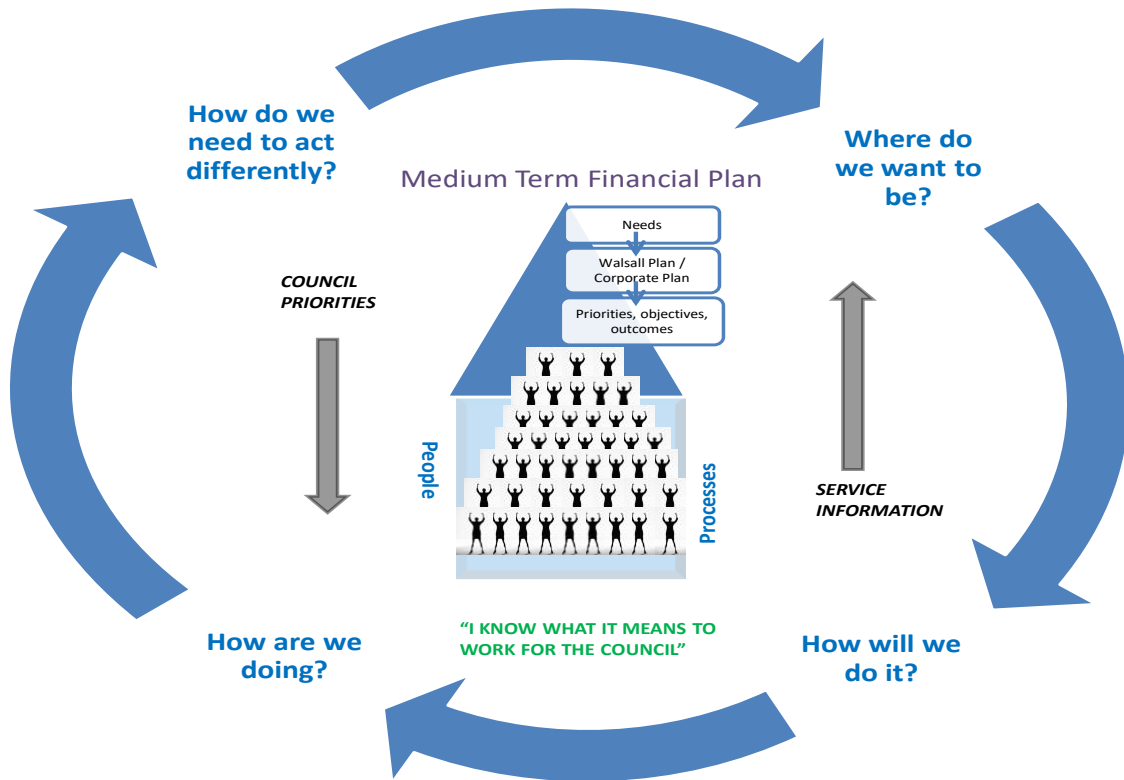 How do we
need to act
differently?
Where do
we want to
be?
Medium Term Financial Plan
Needs
Walsall Plan /
Corporate Plan
Priorities, objectives,
outcomes
COUNCIL
PRIORITIES
People
Processes
SERVICE
INFORMATION
How are we
doing?
“I KNOW WHAT IT MEANS TO
WORK FOR THE COUNCIL”
How will we
do it?